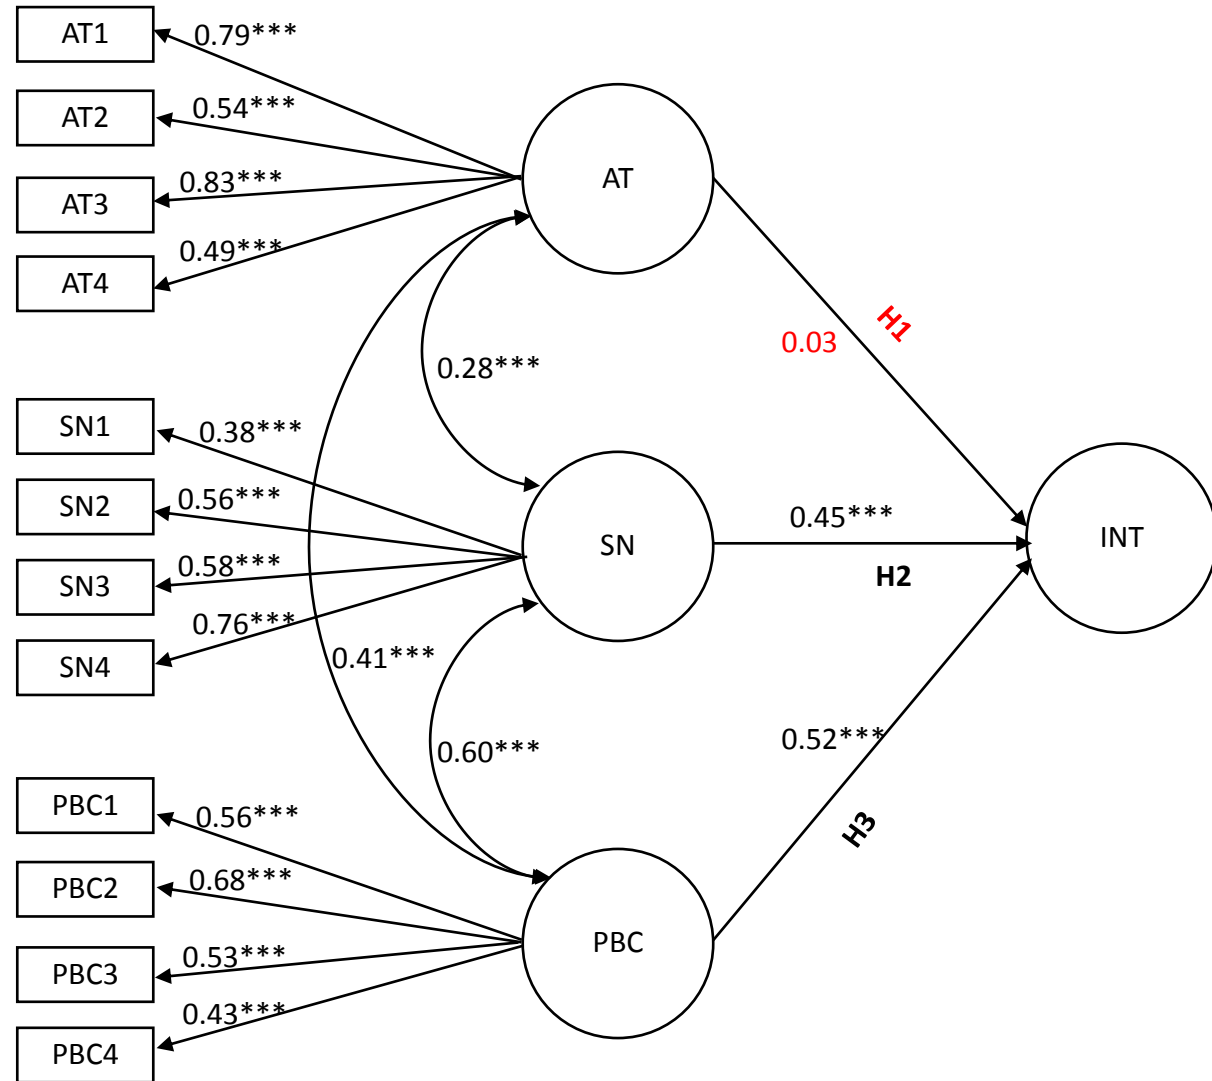 AT1
0.79***
AT2
0.54***
AT3
0.83***
AT4
0.49***
AT
H1
0.03
0.28***
SN1
0.38***
SN2
0.56***
SN3
0.58***
SN4
0.76***
SN
0.45***
H2
INT
0.41***
0.60***
0.52***
H3
PBC1
0.56***
PBC2
0.68***
PBC3
0.53***
PBC4
0.43***
PBC